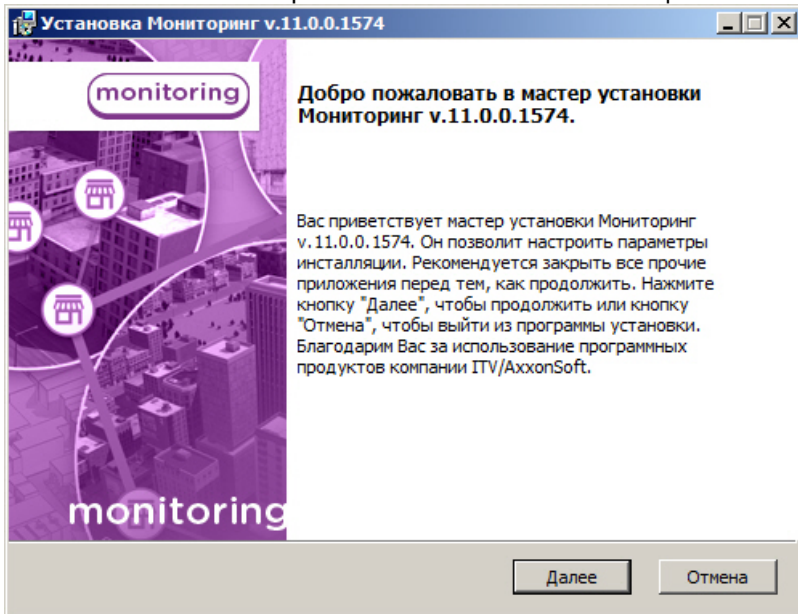 Установка Мониторинг v.11.0.0.1574
monitoring
Добро пожаловать в мастер установки
Мониторинг v.11.0.0.1574.
Вас приветствует мастер установки Мониторинг
v.11.0.0.1574. Он позволит настроить параметры
инсталляции. Рекомендуется закрыть все прочие
приложения перед тем, как продолжить. Нажмите
кнопку "Далее", чтобы продолжить или кнопку
"Отмена", чтобы выйти из программы установки.
Благодарим Вас за использование программных
продуктов компании ITV/AxxonSoft.
monitoring
Далее
Отмена